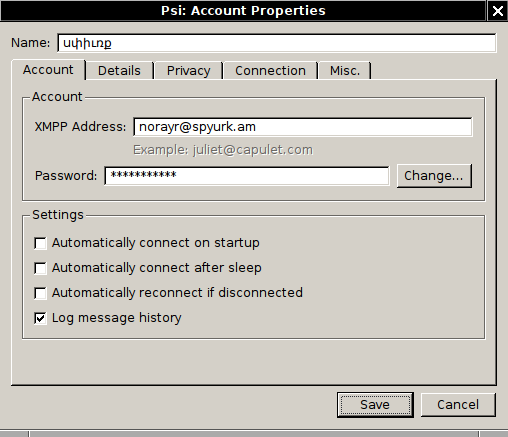 Psi: Account Properties
Name: սփիւռք
Account Details Privacy Connection Misc.
Account
XMPP Address: norayr@spyurk.am
Example: juliet@capulet.com
Password: *********** Change...
Settings
Automatically connect on startup
Automatically connect after sleep
Automatically reconnect if disconnected
Log message history
Save Cancel